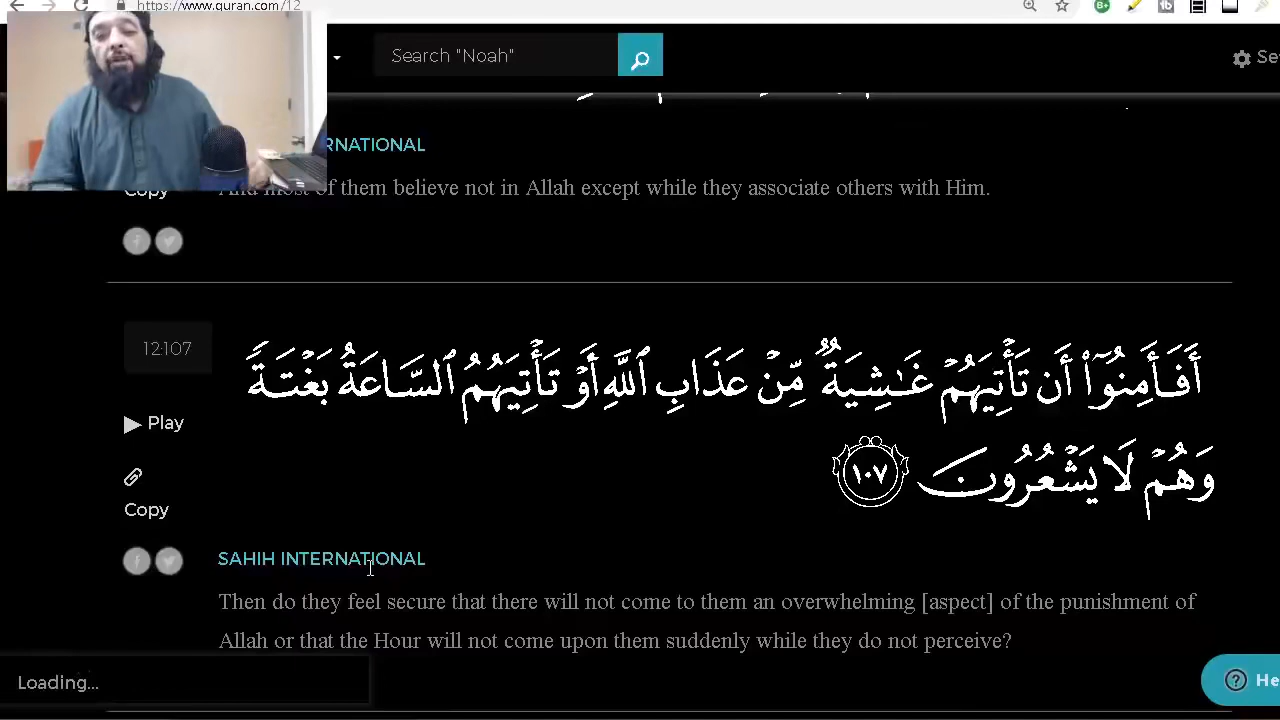 https://www.quran.com/12
Search "Noah"
RNATIONAL
Copy
most of them believe not in Allah except while they associate others with Him.
12:107
أَفَأَمِنُوٓا۟ أَن تَأْتِيَهُمْ غَـٰشِيَةٌ مِّنْ عَذَابِ ٱللَّهِ أَوْ تَأْتِيَهُمُ ٱلسَّاعَةُ بَغْتَةً
Play
وَهُمْ لَا يَشْعُرُونَ ١٠٧
Copy
SAHIH INTERNATIONAL
Then do they feel secure that there will not come to them an overwhelming [aspect] of the punishment of
Allah or that the Hour will not come upon them suddenly while they do not perceive?
Loading...
He